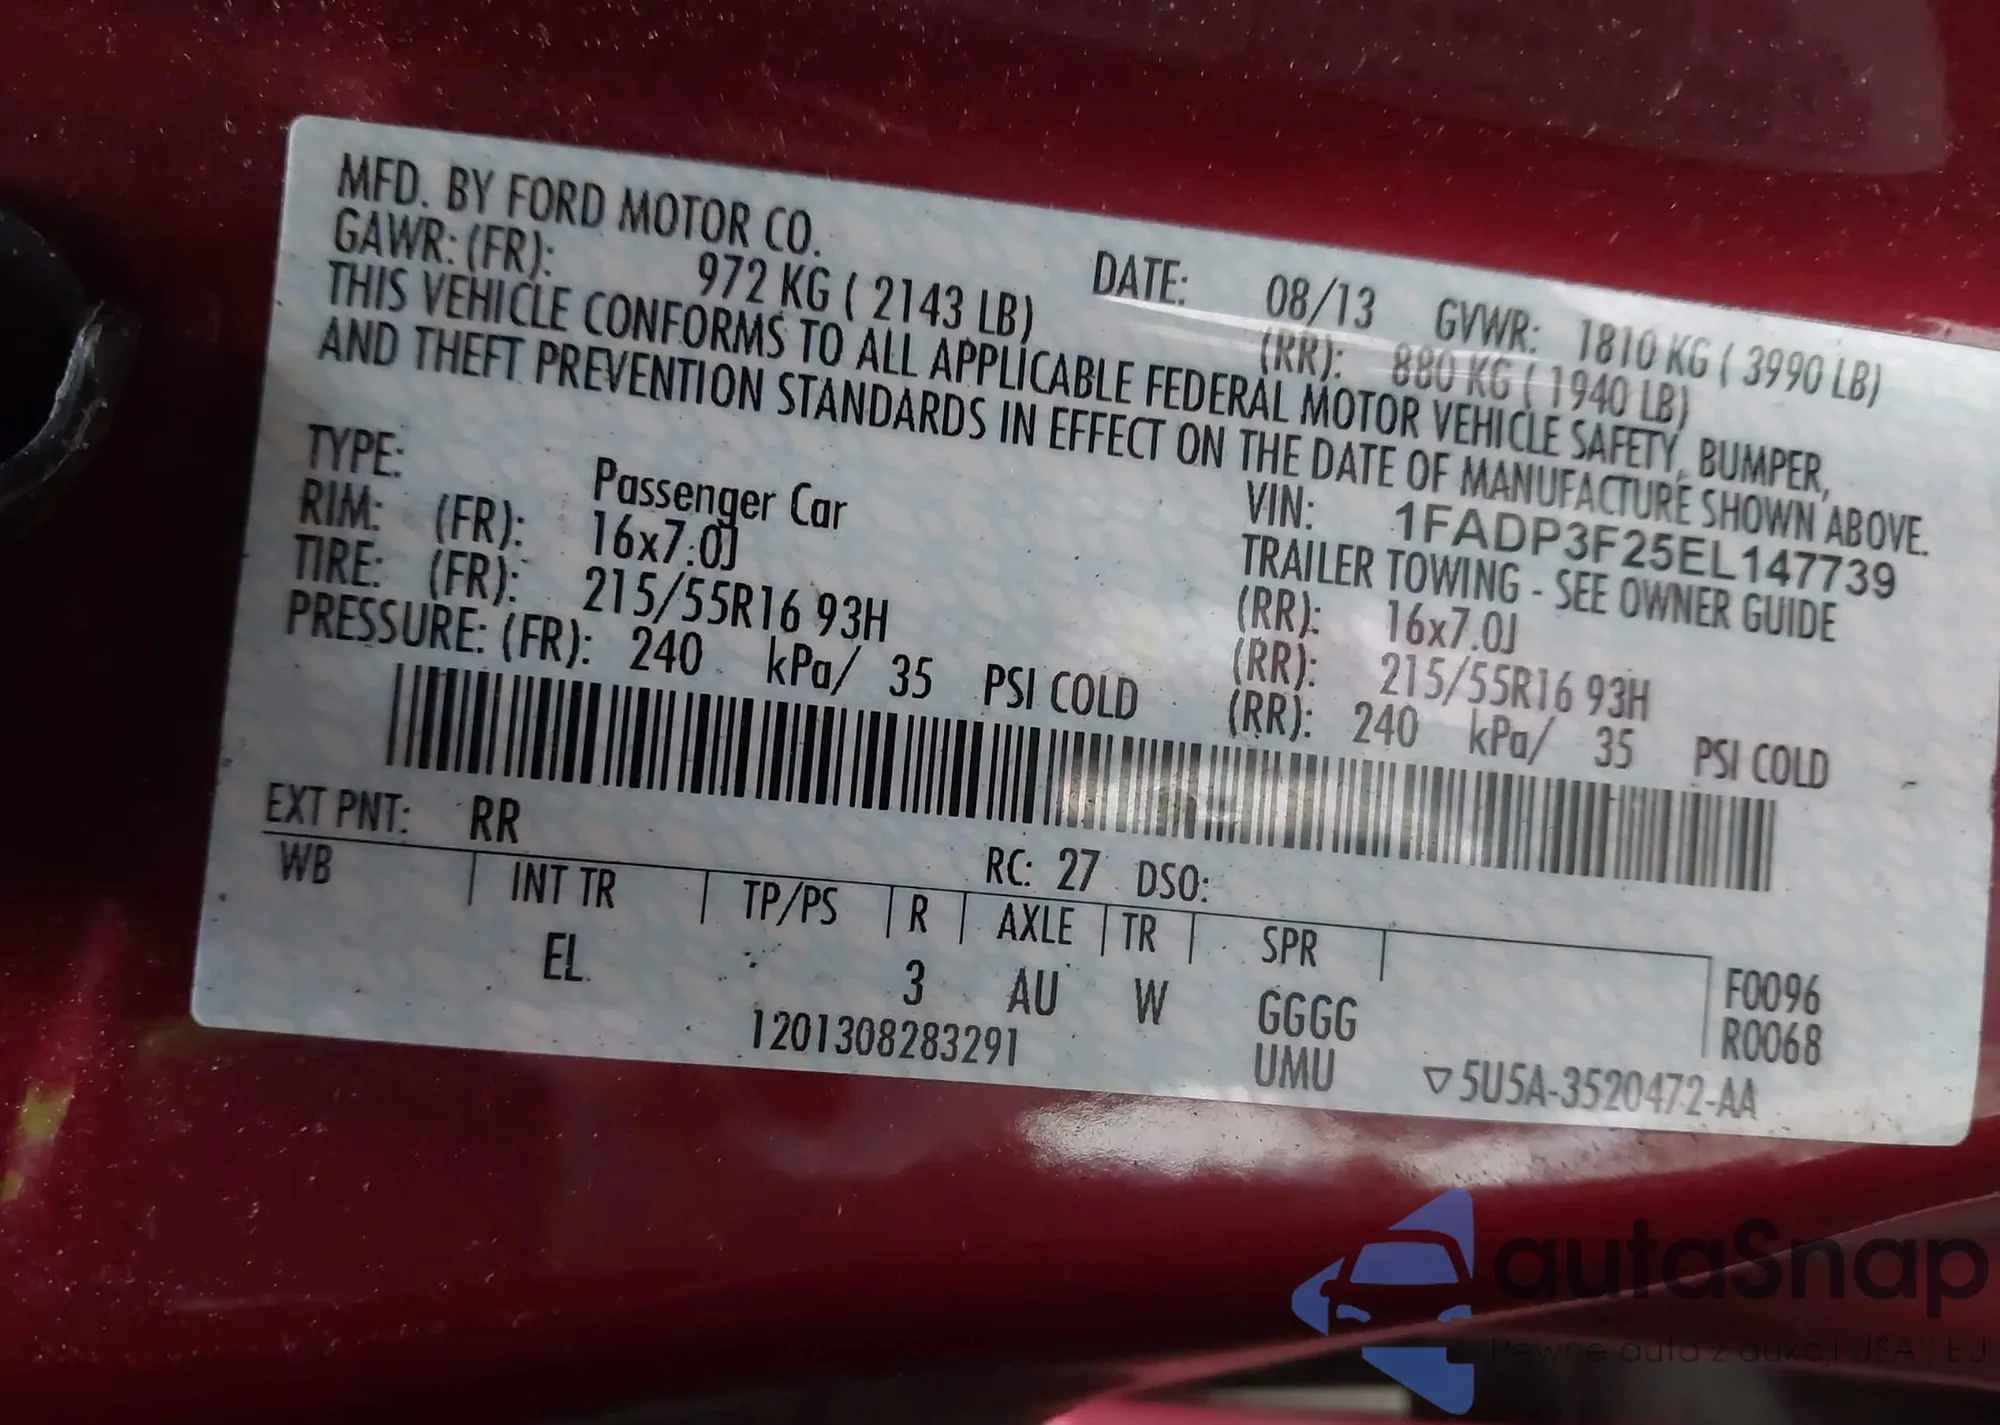 MFD. BY FORD MOTOR CO.
DATE: 08/13 GVWR: 1810 KG ( 3990 LB)
GAWR: (FR): 972 KG ( 2143 LB) (RR): 880 KG ( 1940 LB)
THIS VEHICLE CONFORMS TO ALL APPLICABLE FEDERAL MOTOR VEHICLE SAFETY, BUMPER,
AND THEFT PREVENTION STANDARDS IN EFFECT ON THE DATE OF MANUFACTURE SHOWN ABOVE.
VIN: 1FADP3F25EL147739
TYPE: Passenger Car TRAILER TOWING - SEE OWNER GUIDE
RIM: (FR): 16x7.0J (RR): 16x7.0J
TIRE: (FR): 215/55R16 93H (RR): 215/55R16 93H
PRESSURE: (FR): 240 kPa/ 35 PSI COLD (RR): 240 kPa/ 35 PSI COLD
EXT PNT: RR RC: 27 DSO:
WB INT TR TP/PS R AXLE TR SPR F0096
EL 3 AU W GGGG R0068
1201308283291 UMU ▽5U5A-3520472-AA
autaSnap
Pewne auta z aukcji USA i EU